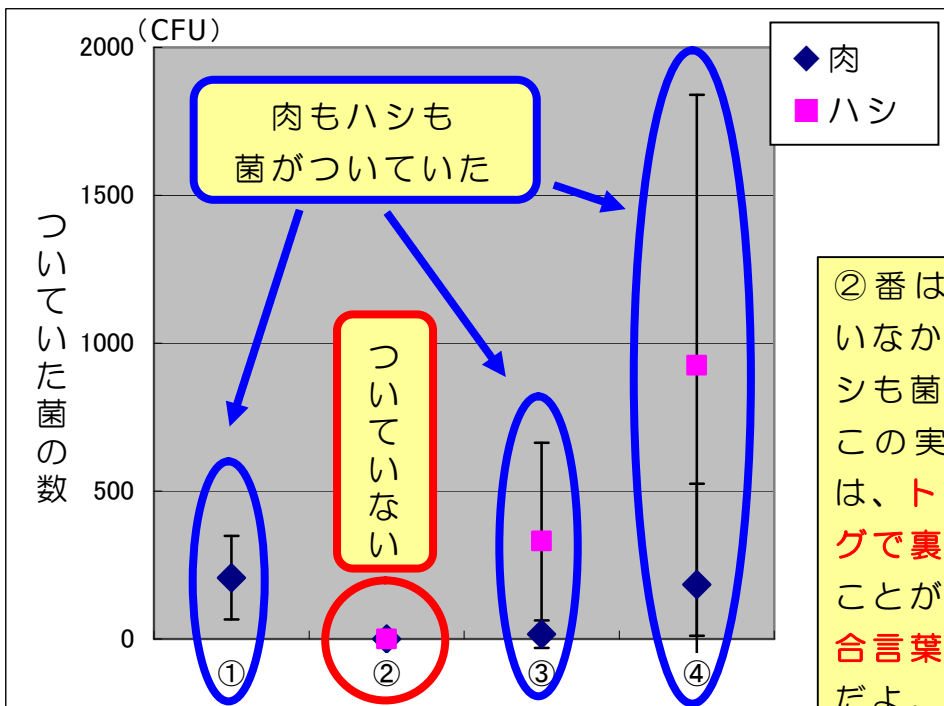 (CFU)
2000
1500
1000
500
0
ついていた菌の数
肉もハシも
菌がついていた
ついていない
①
②
③
④
肉
ハシ
②番は
いなか
シも菌
この実
は、ト
グで裏
ことが
合言葉
だよ。